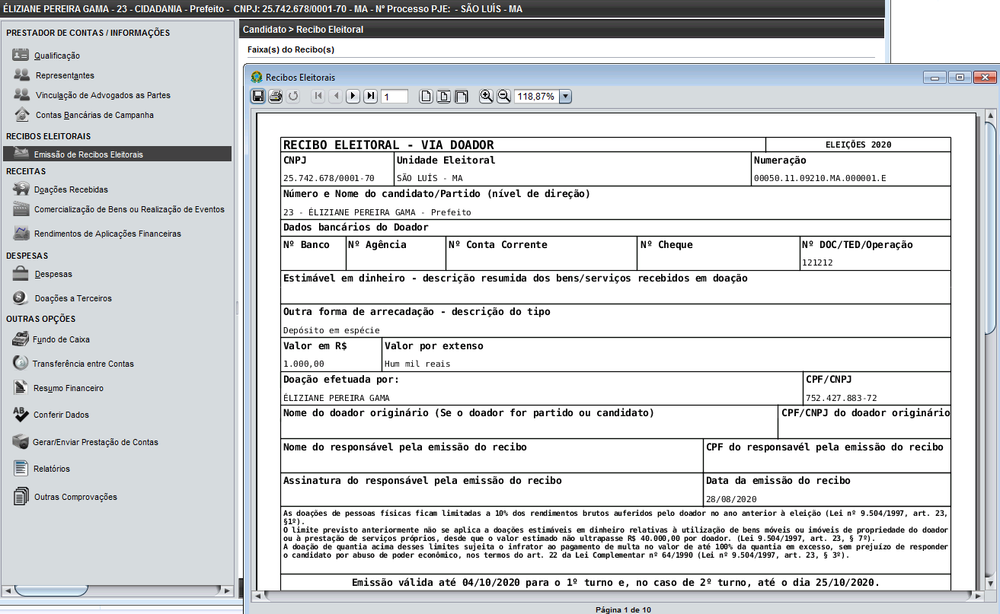 ÉLIZIANE PEREIRA GAMA - 23 - CIDADANIA - Prefeito - CNPJ: 25.742.678/0001-70 - MA - Nº Processo PJE: - SÃO LUÍS - MA
PRESTADOR DE CONTAS / INFORMAÇÕES
Qualificação
Representantes
Vinculação de Advogados as Partes
Contas Bancárias de Campanha
RECIBOS ELEITORAIS
Emissão de Recibos Eleitorais
RECEITAS
Doações Recebidas
Comercialização de Bens ou Realização de Eventos
Rendimentos de Aplicações Financeiras
DESPESAS
Despesas
Doações a Terceiros
OUTRAS OPÇÕES
Fundo de Caixa
Transferência entre Contas
Resumo Financeiro
Conferir Dados
Gerar/Enviar Prestação de Contas
Relatórios
Outras Comprovações
Candidato > Recibo Eleitoral
Faixa(s) do Recibo(s)
Recibos Eleitorais
1
118,87%
RECIBO ELEITORAL - VIA DOADOR ELEIÇÕES 2020
CNPJ Unidade Eleitoral Numeração
25.742.678/0001-70 SÃO LUÍS - MA 00050.11.09210.MA.000001.E
Número e Nome do candidato/Partido (nível de direção)
23 - ÉLIZIANE PEREIRA GAMA - Prefeito
Dados bancários do Doador
Nº Banco Nº Agência Nº Conta Corrente Nº Cheque Nº DOC/TED/Operação
121212
Estimável em dinheiro - descrição resumida dos bens/serviços recebidos em doação
Outra forma de arrecadação - descrição do tipo
Depósito em espécie
Valor em R$ Valor por extenso
1.000,00 Hum mil reais
Doação efetuada por: CPF/CNPJ
ÉLIZIANE PEREIRA GAMA 752.427.883-72
Nome do doador originário (Se o doador for partido ou candidato) CPF/CNPJ do doador originário
Nome do responsável pela emissão do recibo CPF do responsavél pela emissão do recibo
Assinatura do responsável pela emissão do recibo Data da emissão do recibo
28/08/2020
As doações de pessoas físicas ficam limitadas a 10% dos rendimentos brutos auferidos pelo doador no ano anterior à eleição (Lei nº 9.504/1997, art. 23,
§1º).
O limite previsto anteriormente não se aplica a doações estimáveis em dinheiro relativas à utilização de bens móveis ou imóveis de propriedade do doador
ou à prestação de serviços próprios, desde que o valor estimado não ultrapasse R$ 40.000,00 por doador. (Lei 9.504/1997, art. 23, § 7º).
A doação de quantia acima desses limites sujeita o infrator ao pagamento de multa no valor de até 100% da quantia em excesso, sem prejuízo de responder
o candidato por abuso de poder econômico, nos termos do art. 22 da Lei Complementar nº 64/1990 (Lei nº 9.504/1997, art. 23, § 3º).
Emissão válida até 04/10/2020 para o 1º turno e, no caso de 2º turno, até o dia 25/10/2020.
Página 1 de 10